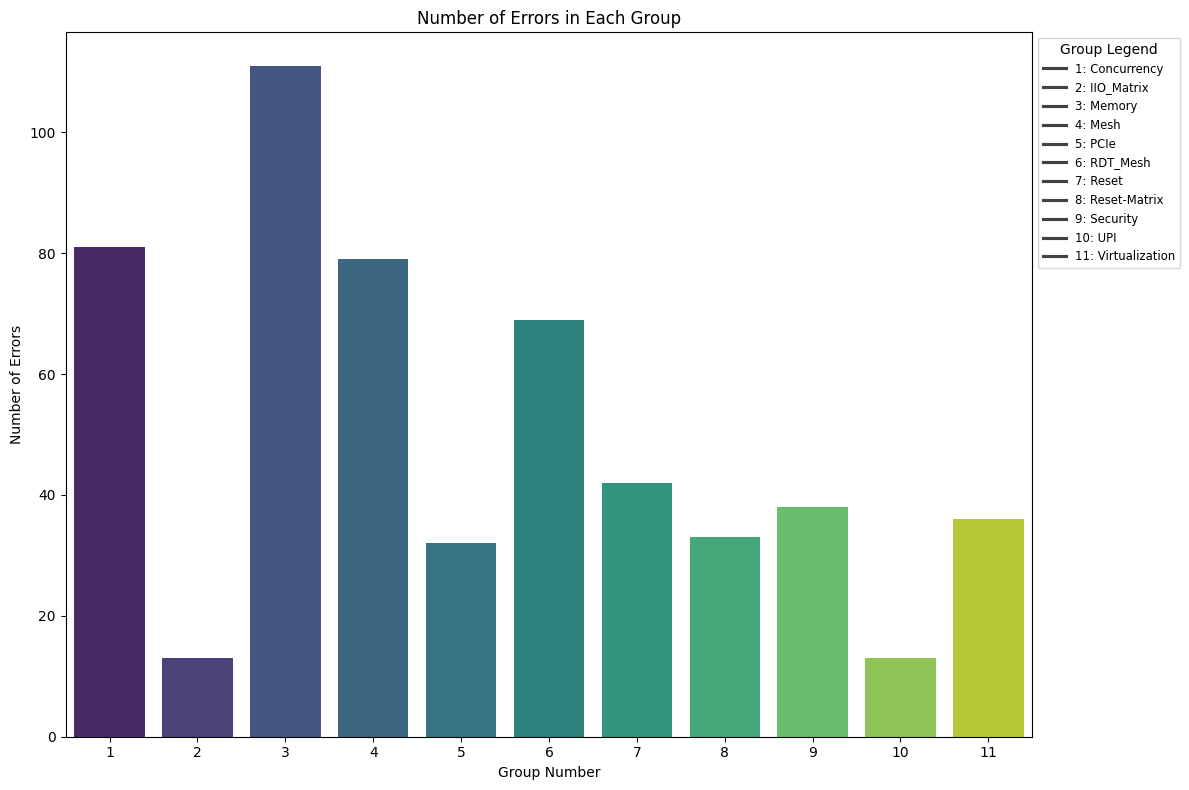 Number of Errors in Each Group
Group Legend
1: Concurrency
2: IIO_Matrix
3: Memory
4: Mesh
5: PCIe
6: RDT_Mesh
7: Reset
8: Reset-Matrix
9: Security
10: UPI
11: Virtualization
Number of Errors
100
80
60
40
20
0
1 2 3 4 5 6 7 8 9 10 11
Group Number